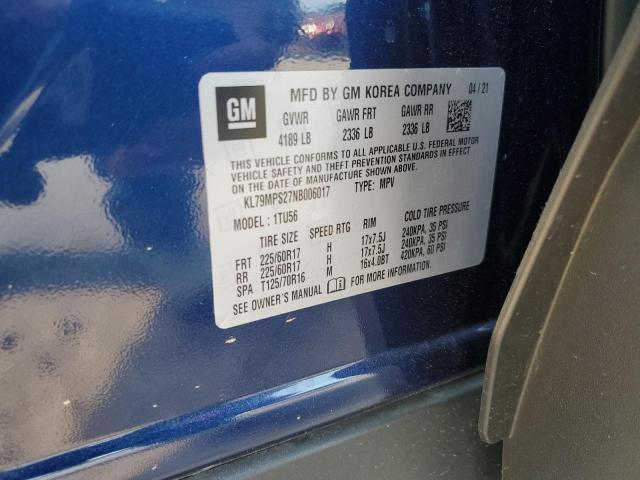 GM
MFD BY GM KOREA COMPANY 04/21
GVWR GAWR FRT GAWR RR
4189 LB 2336 LB 2336 LB
THIS VEHICLE CONFORMS TO ALL APPLICABLE U.S. FEDERAL MOTOR
VEHICLE SAFETY AND THEFT PREVENTION STANDARDS IN EFFECT
ON THE DATE OF MANUFACTURE SHOWN ABOVE.
KL79MPS27NB006017 TYPE: MPV
MODEL: 1TU56
TIRE SIZE SPEED RTG RIM COLD TIRE PRESSURE
FRT 225/60R17 H 17x7.5J 240KPA, 35 PSI
RR 225/60R17 H 17x7.5J 240KPA, 35 PSI
SPA T125/70R16 M 16x4.0BT 420KPA, 60 PSI
SEE OWNER'S MANUAL FOR MORE INFORMATION.